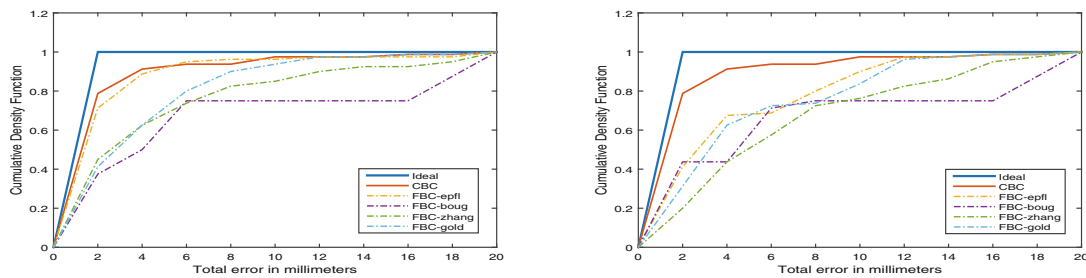 1.2
1
0.8
0.6
0.4
0.2
0
Cumulative Density Function
0 2 4 6 8 10 12 14 16 18 20
Total error in millimeters
Ideal
CBC
FBC-epfl
FBC-boug
FBC-zhang
FBC-gold
1.2
1
0.8
0.6
0.4
0.2
0
Cumulative Density Function
0 2 4 6 8 10 12 14 16 18 20
Total error in millimeters
Ideal
CBC
FBC-epfl
FBC-boug
FBC-zhang
FBC-gold